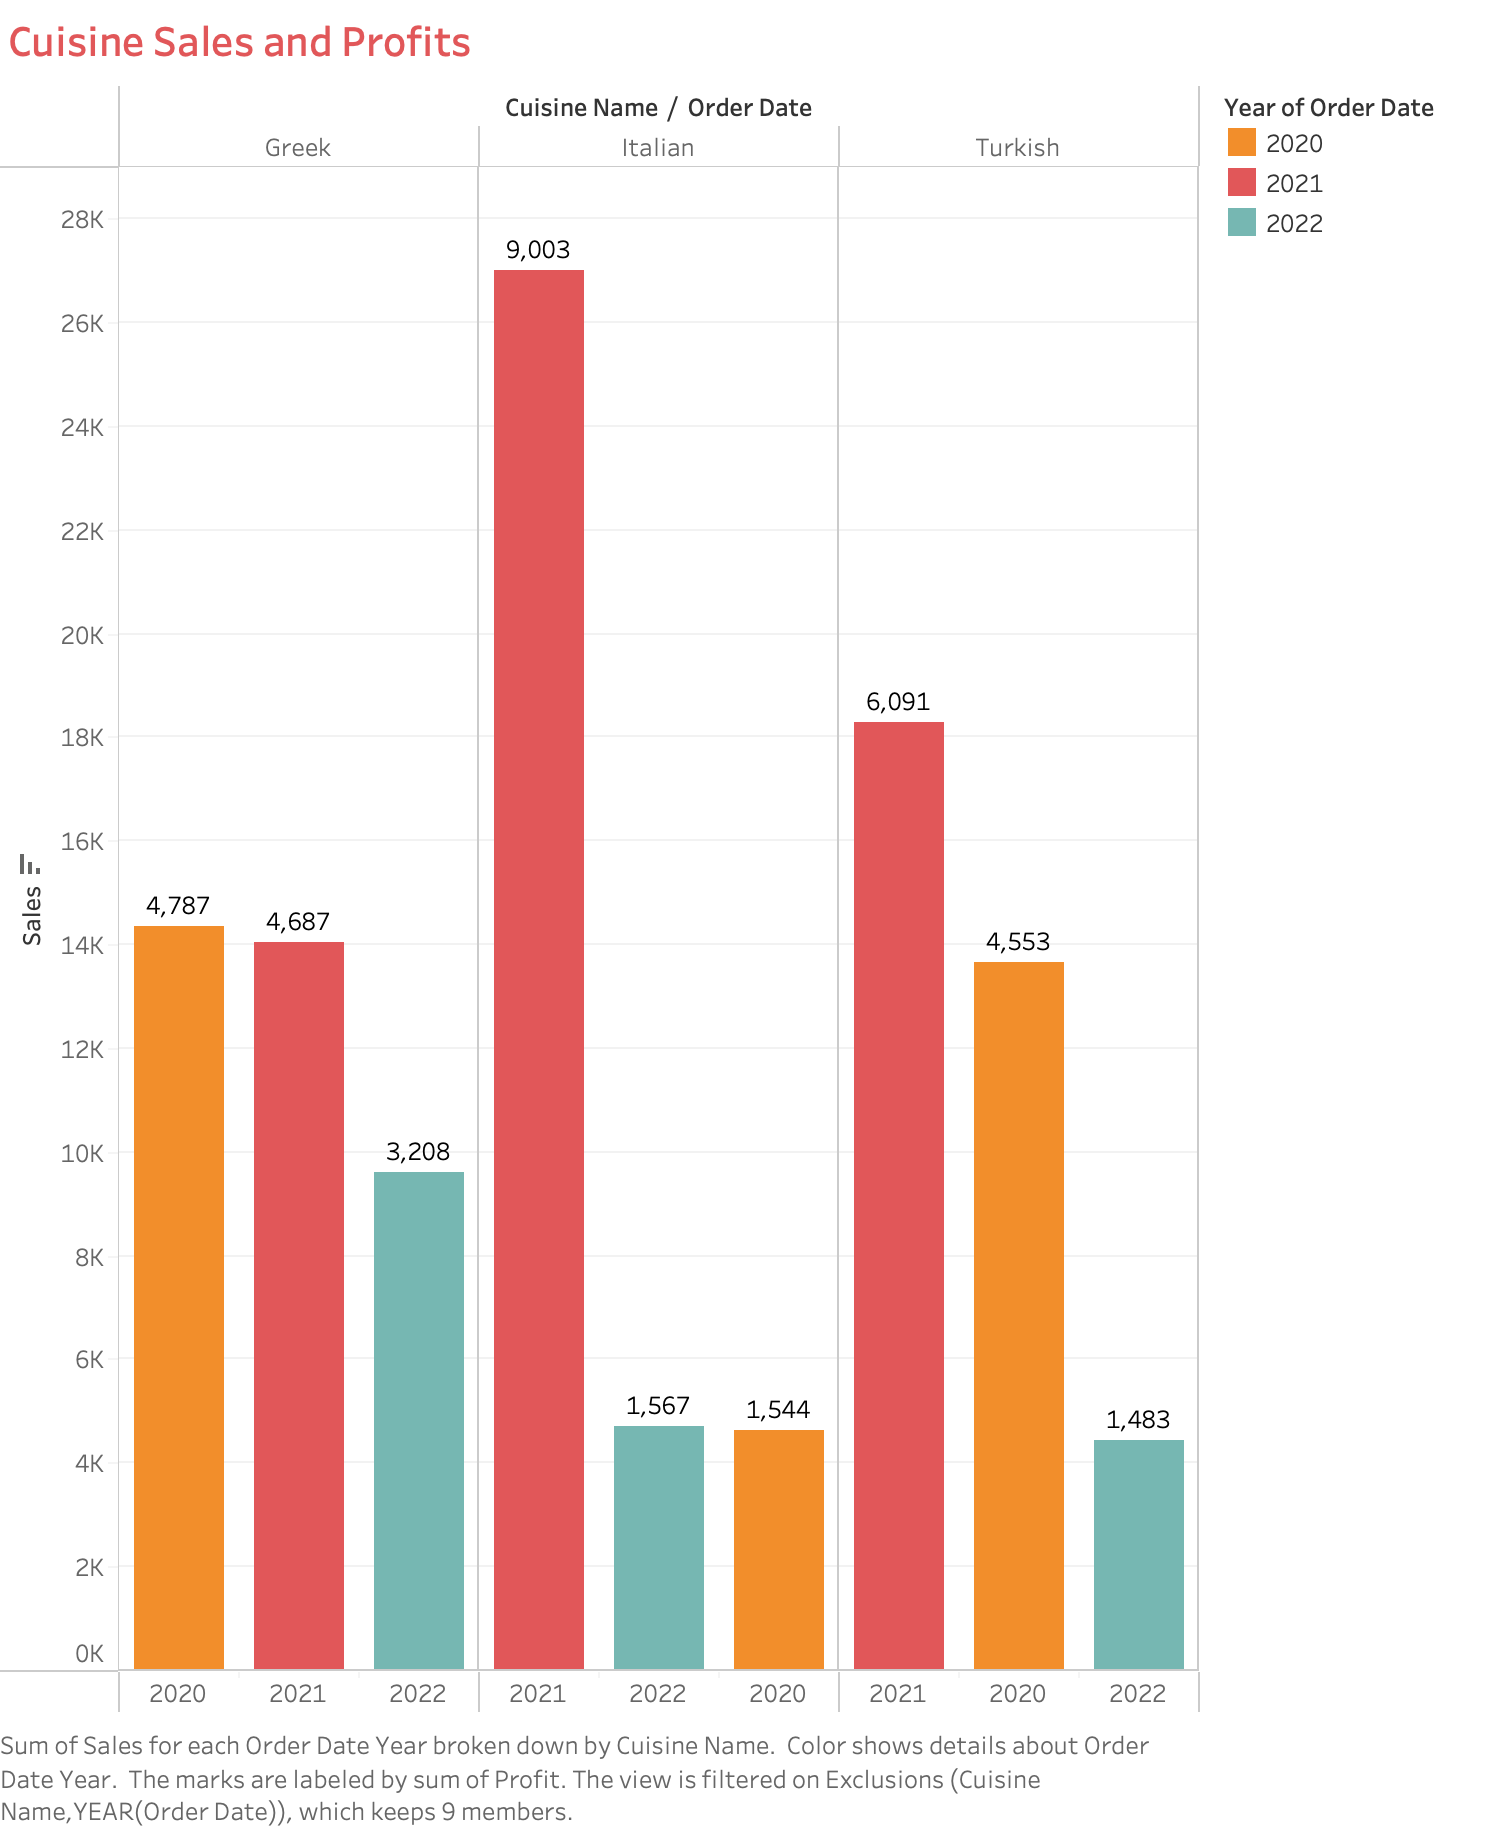 Cuisine Sales and Profits
Cuisine Name / Order Date
Greek Italian Turkish
Year of Order Date
2020
2021
2022
Sales
28K
26K
24K
22K
20K
18K
16K
14K
12K
10K
8K
6K
4K
2K
0K
4,787
4,687
3,208
9,003
1,567
1,544
6,091
4,553
1,483
2020 2021 2022 2021 2022 2020 2021 2020 2022
Sum of Sales for each Order Date Year broken down by Cuisine Name.  Color shows details about Order
Date Year.  The marks are labeled by sum of Profit. The view is filtered on Exclusions (Cuisine
Name,YEAR(Order Date)), which keeps 9 members.